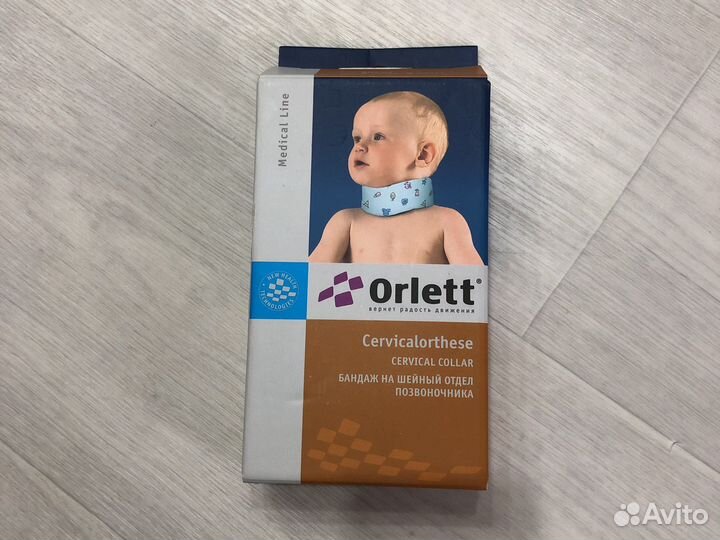 Medical Line
NEW HEALTH TECHNOLOGIES
Orlett®
вернет радость движения
Cervicalorthese
CERVICAL COLLAR
БАНДАЖ НА ШЕЙНЫЙ ОТДЕЛ
ПОЗВОНОЧНИКА
Avito